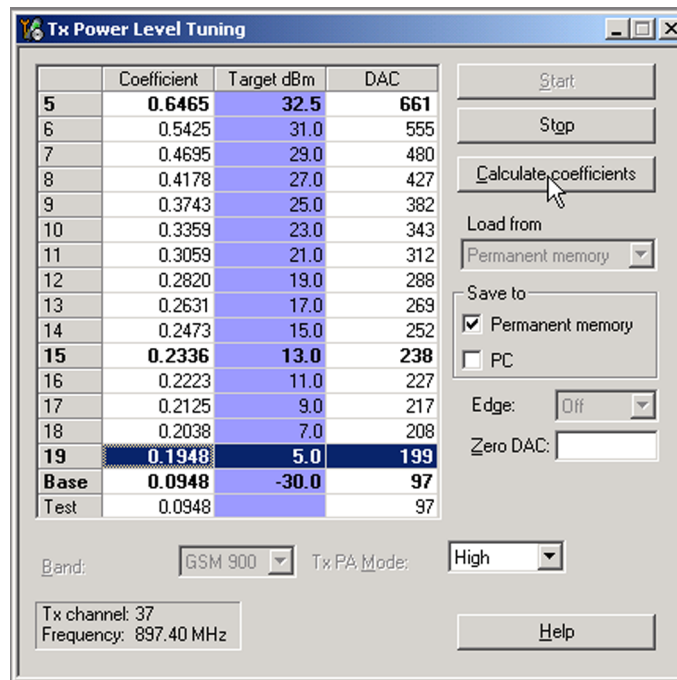 Tx Power Level Tuning
Coefficient Target dBm DAC
5 0.6465 32.5 661
6 0.5425 31.0 555
7 0.4695 29.0 480
8 0.4178 27.0 427
9 0.3743 25.0 382
10 0.3359 23.0 343
11 0.3059 21.0 312
12 0.2820 19.0 288
13 0.2631 17.0 269
14 0.2473 15.0 252
15 0.2336 13.0 238
16 0.2223 11.0 227
17 0.2125 9.0 217
18 0.2038 7.0 208
19 0.1948 5.0 199
Base 0.0948 -30.0 97
Test 0.0948 97
Start
Stop
Calculate coefficients
Load from
Permanent memory
Save to
Permanent memory
PC
Edge: Off
Zero DAC:
Band: GSM 900 Tx PA Mode: High
Tx channel: 37
Frequency: 897.40 MHz
Help